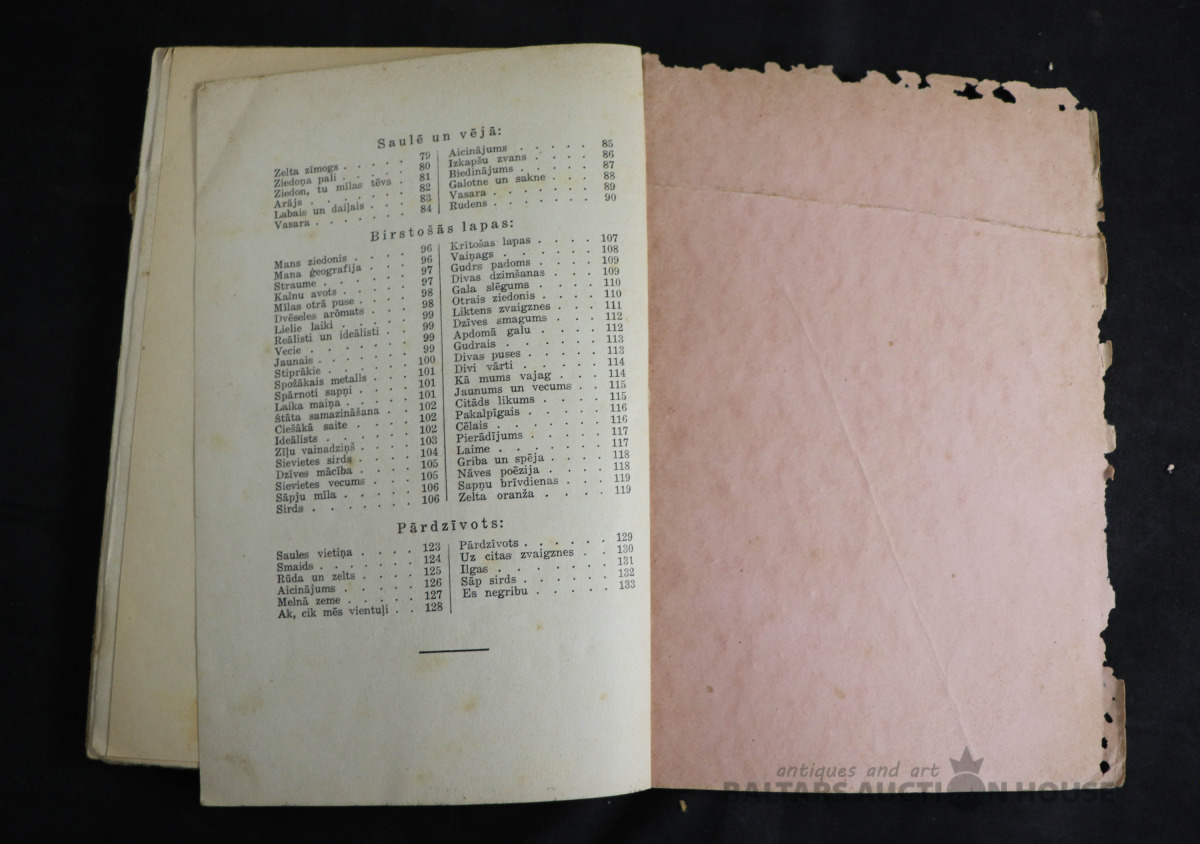 Saulē un vējā:
Zelta zīmogs . . . . . 79
Ziedoņa pali . . . . . 80
Ziedon, tu mīlas tēvs . 81
Arājs . . . . . . . . 82
Labais un daiļais . . . 83
Vasara . . . . . . . 84
Aicinājums . . . . . 85
Izkapšu zvans . . . . 86
Biedinājums . . . . . 87
Galotne un sakne . . . 88
Vasara . . . . . . . 89
Rudens . . . . . . . 90
Birstošās lapas:
Mans ziedonis . . . . 96
Mana ģeografija . . . 96
Straume . . . . . . 97
Kalnu avots . . . . . 97
Mīlas otrā puse . . . . 98
Dvēseles arōmats . . . 98
Lielie laiki . . . . . 99
Reālisti un ideālisti . . 99
Vecie . . . . . . . 99
Jaunais . . . . . . . 99
Stiprākie . . . . . . 100
Spožākais metalls . . . 101
Spārnoti sapņi . . . . 101
Laika maiņa . . . . . 101
Štāta samazināšana . . 102
Ciešākā saite . . . . 102
Ideālists . . . . . . 102
Zīļu vainadziņš . . . . 103
Sievietes sirds . . . . 104
Dzīves mācība . . . . 105
Sievietes vecums . . . 105
Sāpju mīla . . . . . 106
Sirds . . . . . . . 106
Krītošas lapas . . . . 107
Vaiņags . . . . . . 108
Gudrs padoms . . . . 109
Divas dzimšanas . . . 109
Gala slēgums . . . . 110
Otrais ziedonis . . . . 110
Liktens zvaigznes . . . 111
Dzīves smagums . . . 112
Apdomā galu . . . . 112
Gudrais . . . . . . 113
Divas puses . . . . . 113
Divi vārti . . . . . 114
Kā mums vajag . . . 114
Jaunums un vecums . . 115
Citāds likums . . . . 115
Pakalpīgais . . . . . 116
Cēlais . . . . . . . 116
Pierādījums . . . . . 117
Laime . . . . . . . 117
Griba un spēja . . . . 118
Nāves poēzija . . . . 118
Sapņu brīvdienas . . . 119
Zelta oranža . . . . 119
Pārdzīvots:
Saules vietiņa . . . . 123
Smaids . . . . . . . 124
Rūda un zelts . . . . 125
Aicinājums . . . . . 126
Melnā zeme . . . . . 127
Ak, cik mēs vientuļi . . 128
Pārdzīvots . . . . . . 129
Uz citas zvaigznes . . 130
Ilgas . . . . . . . 131
Sāp sirds . . . . . . 132
Es negribu . . . . . 133
antiques and art
BALTARS AUCTION HOUSE